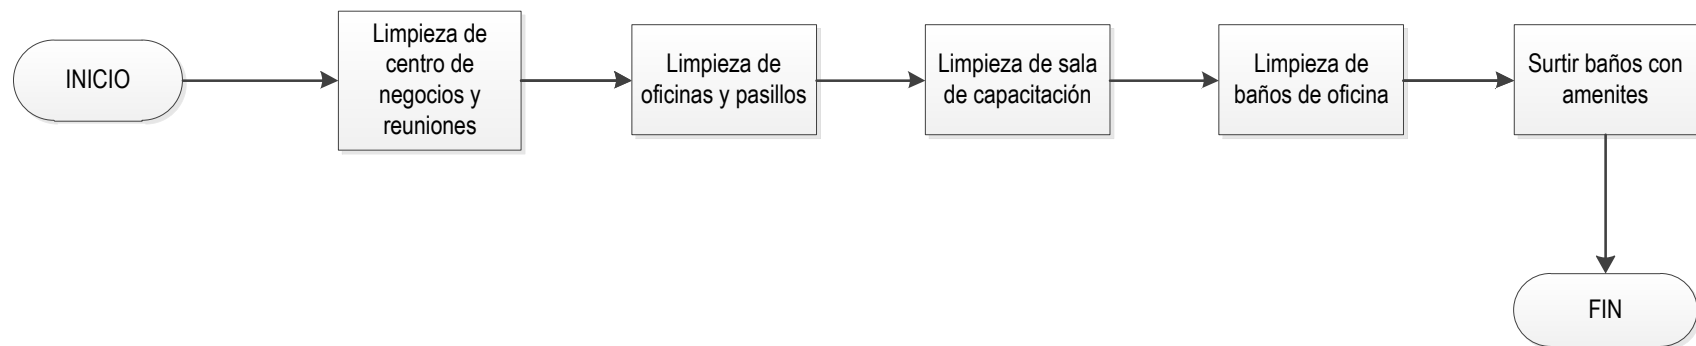 INICIO
Limpieza de
centro de
negocios y
reuniones
Limpieza de
oficinas y pasillos
Limpieza de sala
de capacitación
Limpieza de
baños de oficina
Surtir baños con
amenites
FIN